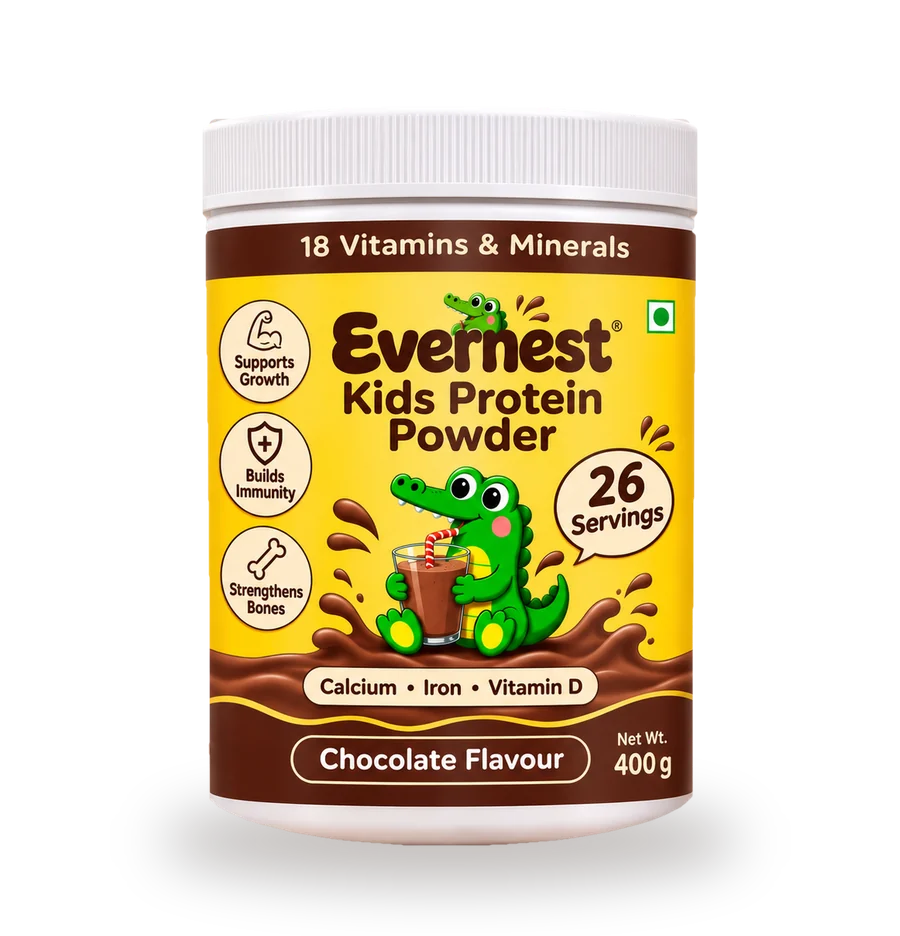 18 Vitamins & Minerals
Evernest®
Kids Protein
Powder
Supports
Growth
Builds
Immunity
Strengthens
Bones
26
Servings
Calcium • Iron • Vitamin D
Chocolate Flavour
Net Wt.
400 g